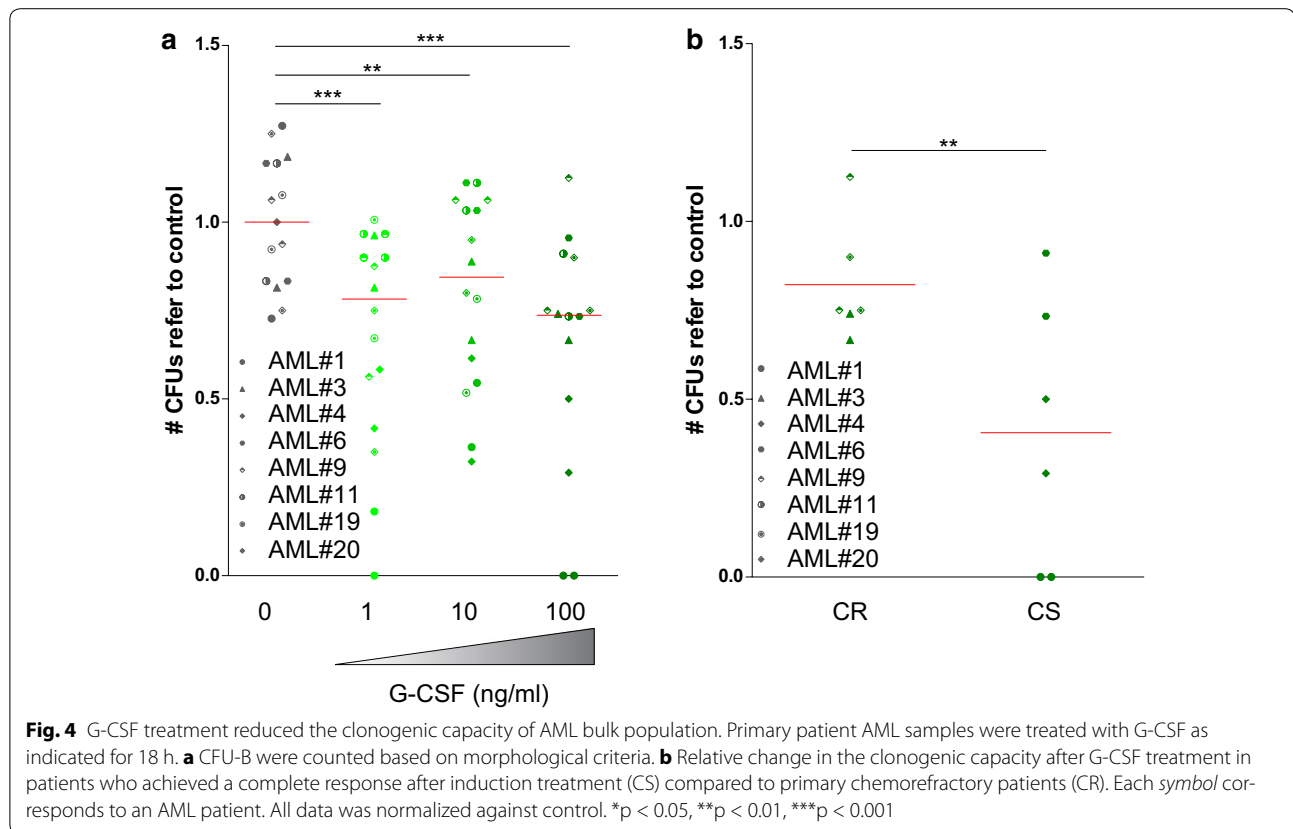 a
b
1.5
1.0
0.5
0.0
# CFUs refer to control
***
**
***
AML#1
AML#3
AML#4
AML#6
AML#9
AML#11
AML#19
AML#20
0 1 10 100
G-CSF (ng/ml)
1.5
1.0
0.5
0.0
# CFUs refer to control
**
AML#1
AML#3
AML#4
AML#6
AML#9
AML#11
AML#19
AML#20
CR CS
Fig. 4 G-CSF treatment reduced the clonogenic capacity of AML bulk population. Primary patient AML samples were treated with G-CSF as
indicated for 18 h. a CFU-B were counted based on morphological criteria. b Relative change in the clonogenic capacity after G-CSF treatment in
patients who achieved a complete response after induction treatment (CS) compared to primary chemorefractory patients (CR). Each symbol cor-
responds to an AML patient. All data was normalized against control. *p < 0.05, **p < 0.01, ***p < 0.001